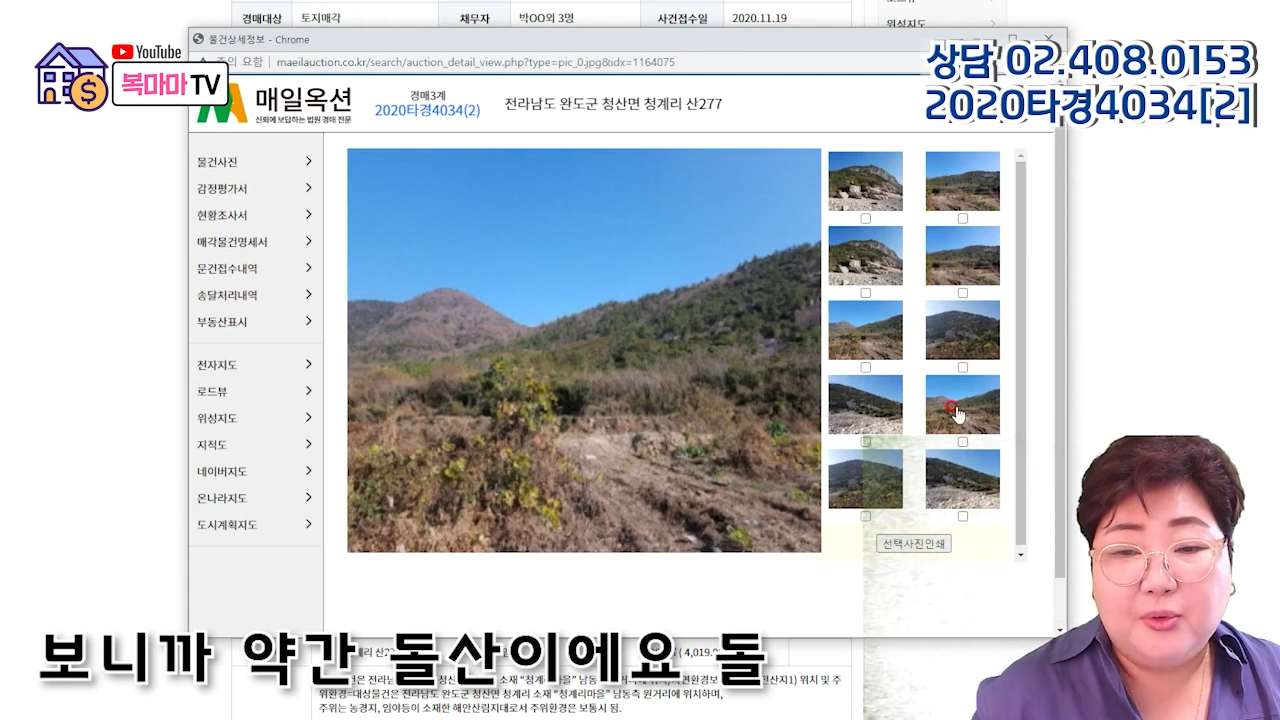 경매대상 토지매각 채무자 박OO외 3명 사건접수일 2020.11.19
위성지도
물건상세정보 - Chrome
주의 요함 | maeilauction.co.kr/search/auction_detail_view.php?type=pic_0.jpg&idx=1164075
YouTube
복마마 TV
상담 02.408.0153
2020타경4034[2]
매일옥션
신뢰에 보답하는 법원 경매 전문
경매3계
2020타경4034(2)
전라남도 완도군 청산면 청계리 산277
물건사진
감정평가서
현황조사서
매각물건명세서
문건접수내역
송달처리내역
부동산표시
전자지도
로드뷰
위성지도
지적도
네이버지도
온나라지도
도시계획지도
선택사진인쇄
보니까 약간 돌산이에요 돌
위환경=대상물건은 전라남도 완도군 청산면 청계리 소재 "청계리마을" 남동측 원거리에 위치하며,
주위는 농경지, 임야등이 소재한 해안산림지대로서 주위환경은 보통시 됨.